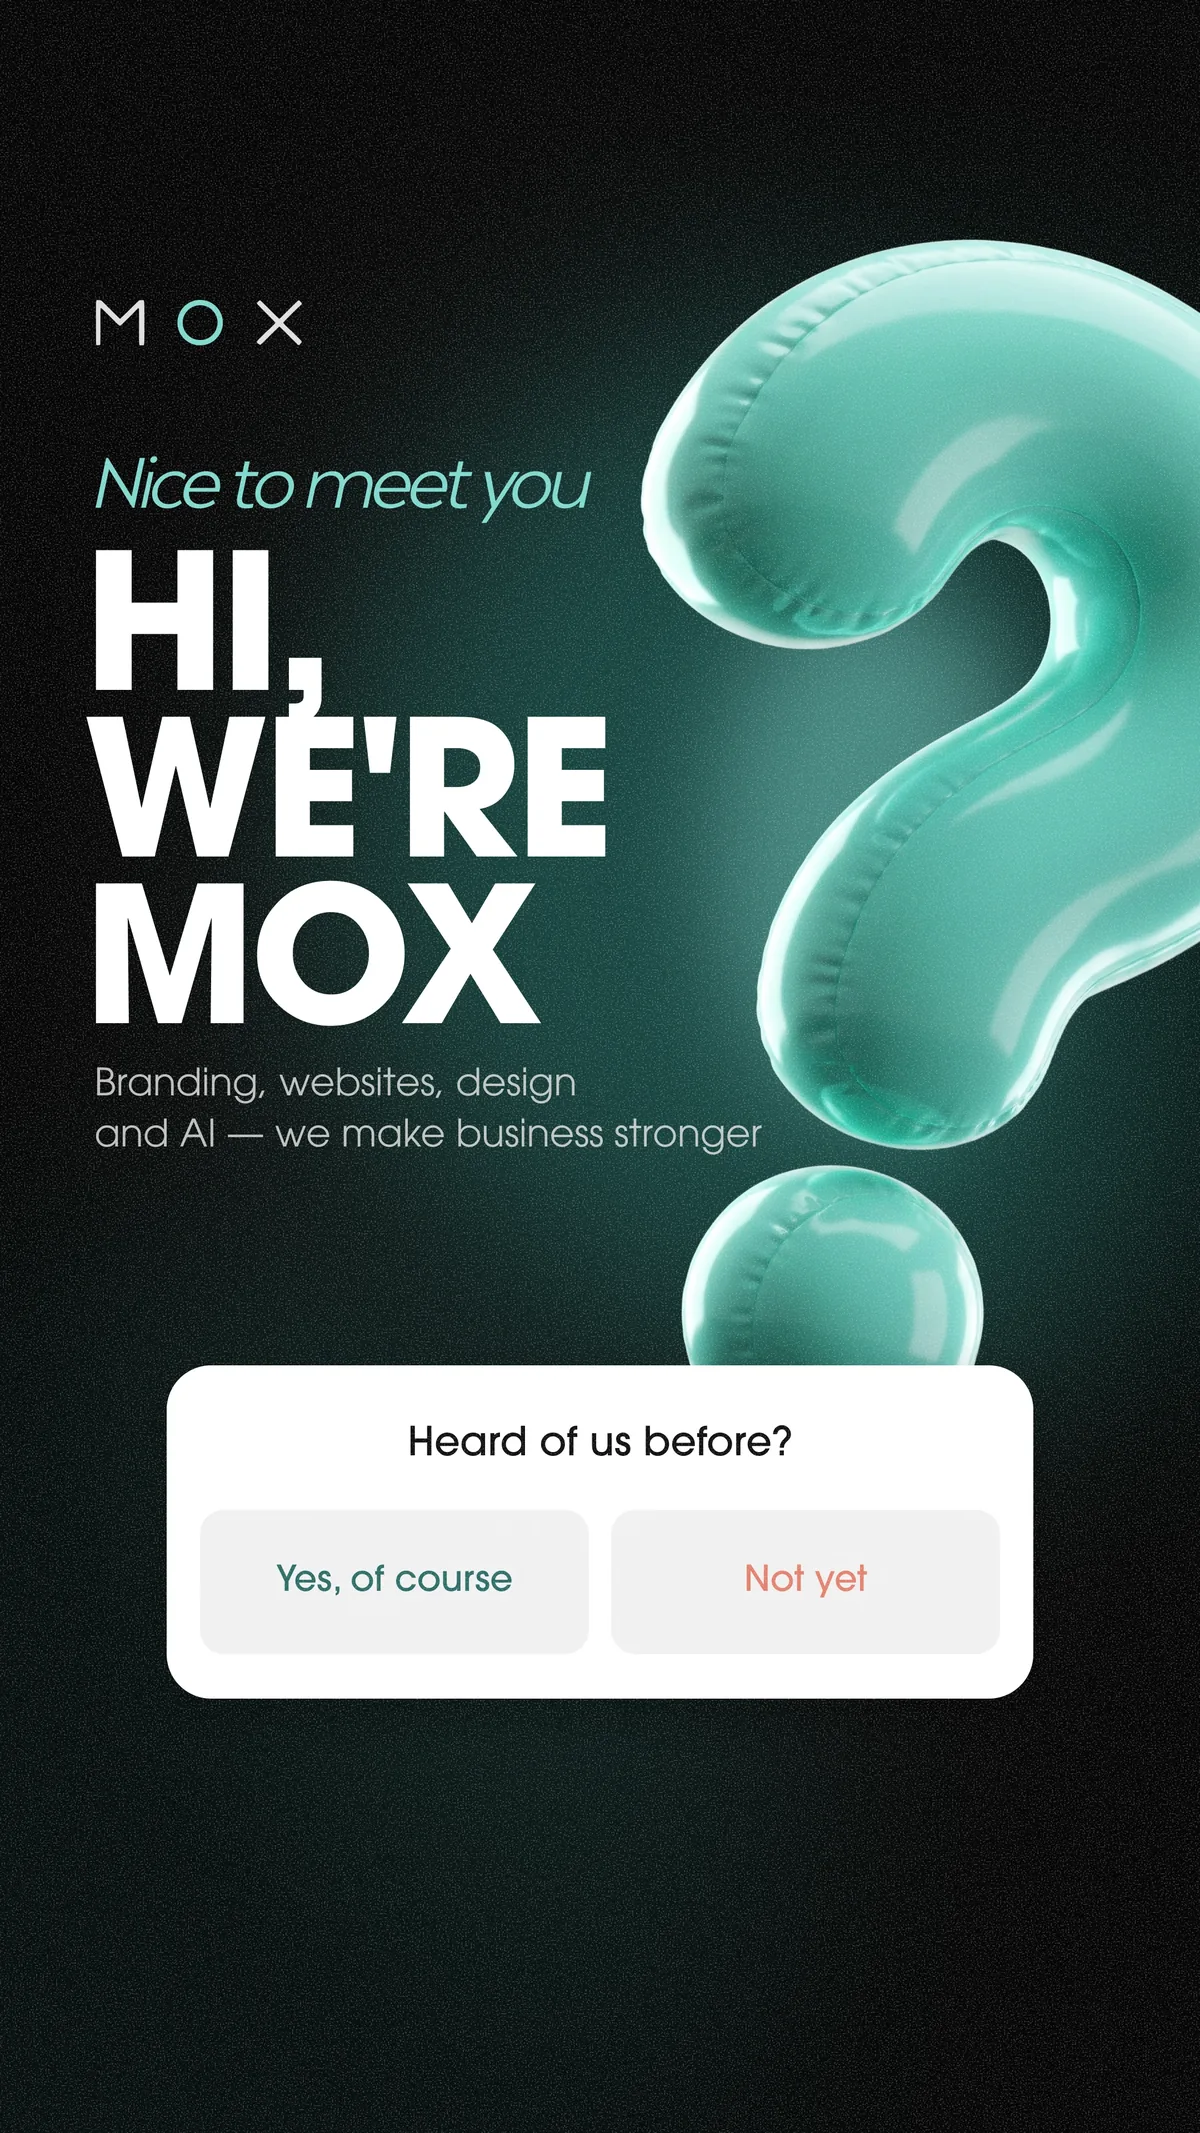 MOX
Nice to meet you
HI,
WE'RE
MOX
Branding, websites, design
and AI — we make business stronger
Heard of us before?
Yes, of course
Not yet